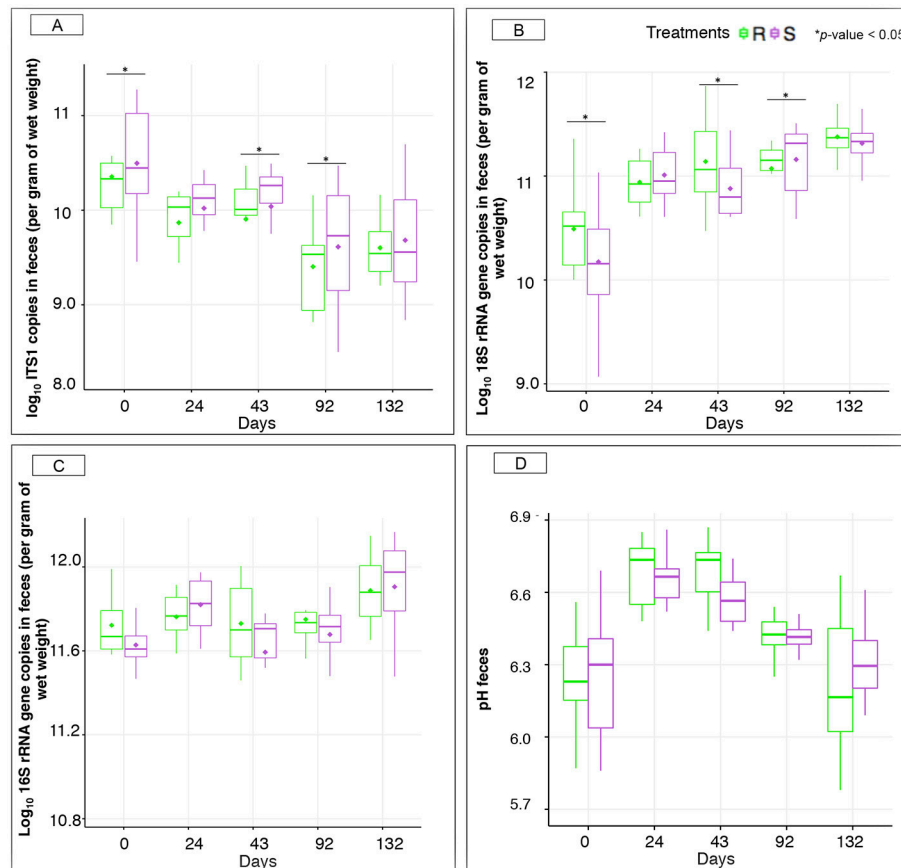 A
log10 ITS1 copies in feces (per gram of wet weight)
11
10
9.0
8.0
*
*
*
0 24 43 92 132
Days
B
Treatments R S *p-value < 0.05
Log10 18S rRNA gene copies in feces (per gram of
wet weight)
12
11
10
9.0
*
*
*
0 24 43 92 132
Days
C
Log10 16S rRNA gene copies in feces (per gram of
wet weight)
12.0
11.6
11.2
10.8
0 24 43 92 132
Days
D
pH feces
6.9
6.6
6.3
6.0
5.7
0 24 43 92 132
Days